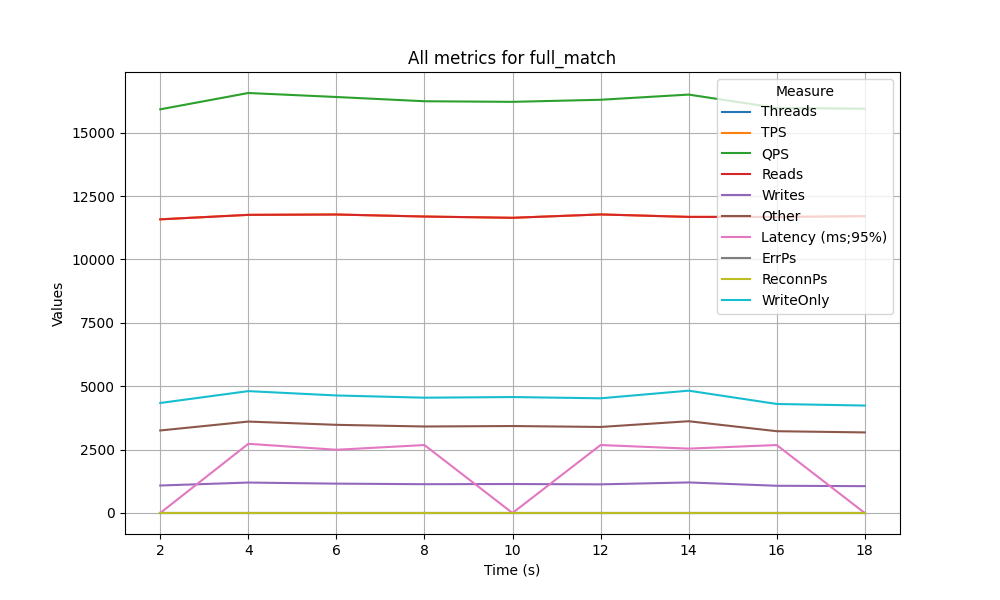 All metrics for full_match
Measure
Threads
TPS
QPS
Reads
Writes
Other
Latency (ms;95%)
ErrPs
ReconnPs
WriteOnly
Values
15000
12500
10000
7500
5000
2500
0
2 4 6 8 10 12 14 16 18
Time (s)